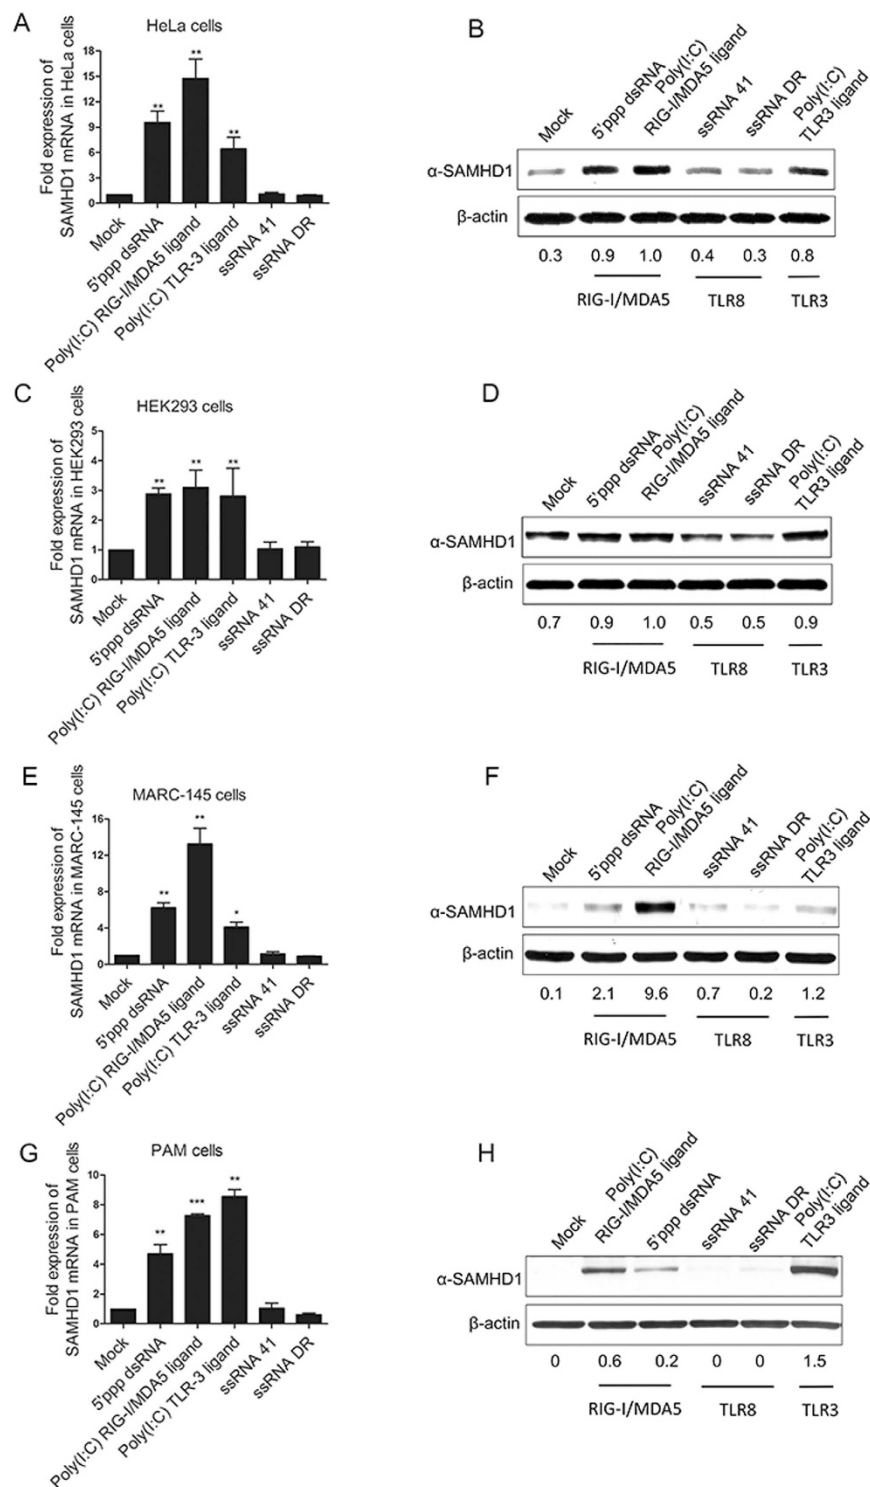 A
HeLa cells
Fold expression of
SAMHD1 mRNA in HeLa cells
18
15
12
9
6
3
0
**
**
**
Mock
5'ppp dsRNA
Poly(I:C) RIG-I/MDA5 ligand
Poly(I:C) TLR-3 ligand
ssRNA 41
ssRNA DR
B
Mock
5'ppp dsRNA
Poly(I:C)
RIG-I/MDA5 ligand
ssRNA 41
ssRNA DR
Poly(I:C)
TLR3 ligand
α-SAMHD1
β-actin
0.3 0.9 1.0 0.4 0.3 0.8
RIG-I/MDA5 TLR8 TLR3
C
HEK293 cells
Fold expression of
SAMHD1 mRNA in HEK293 cells
5
4
3
2
1
0
**
**
**
Mock
5'ppp dsRNA
Poly(I:C) RIG-I/MDA5 ligand
Poly(I:C) TLR-3 ligand
ssRNA 41
ssRNA DR
D
Mock
5'ppp dsRNA
Poly(I:C)
RIG-I/MDA5 ligand
ssRNA 41
ssRNA DR
Poly(I:C)
TLR3 ligand
α-SAMHD1
β-actin
0.7 0.9 1.0 0.5 0.5 0.9
RIG-I/MDA5 TLR8 TLR3
E
MARC-145 cells
Fold expression of
SAMHD1 mRNA in MARC-145 cells
16
12
8
4
0
**
**
*
Mock
5'ppp dsRNA
Poly(I:C) RIG-I/MDA5 ligand
Poly(I:C) TLR-3 ligand
ssRNA 41
ssRNA DR
F
Mock
5'ppp dsRNA
Poly(I:C)
RIG-I/MDA5 ligand
ssRNA 41
ssRNA DR
Poly(I:C)
TLR3 ligand
α-SAMHD1
β-actin
0.1 2.1 9.6 0.7 0.2 1.2
RIG-I/MDA5 TLR8 TLR3
G
PAM cells
Fold expression of
SAMHD1 mRNA in PAM cells
10
8
6
4
2
0
**
***
**
Mock
5'ppp dsRNA
Poly(I:C) RIG-I/MDA5 ligand
Poly(I:C) TLR-3 ligand
ssRNA 41
ssRNA DR
H
Mock
Poly(I:C)
RIG-I/MDA5 ligand
5'ppp dsRNA
ssRNA 41
ssRNA DR
Poly(I:C)
TLR3 ligand
α-SAMHD1
β-actin
0 0.6 0.2 0 0 1.5
RIG-I/MDA5 TLR8 TLR3